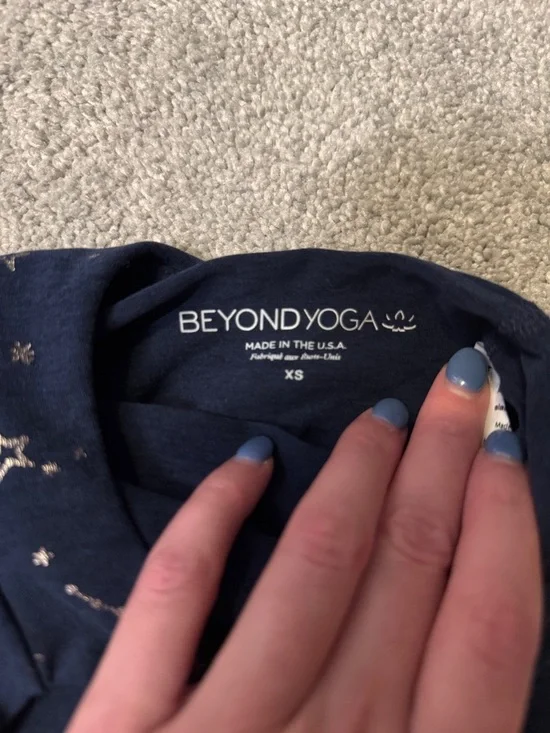 BEYOND YOGA
MADE IN THE U.S.A.
Fabriqué aux États-Unis
XS